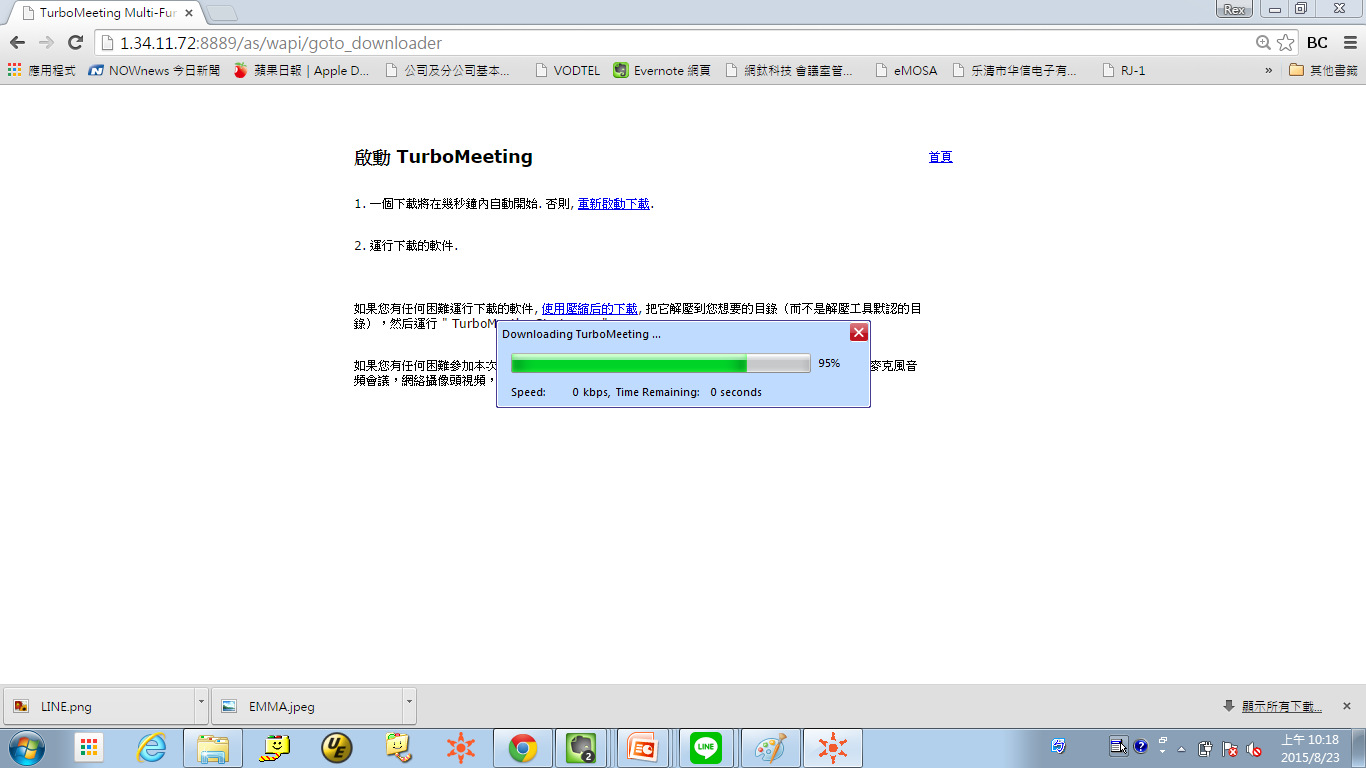 TurboMeeting Multi-Fur
Rex
1.34.11.72:8889/as/wapi/goto_downloader
BC
應用程式 NOWnews 今日新聞 蘋果日報 | Apple D... 公司及分公司基本... VODTEL Evernote 網頁 網鈦科技 會議室管... eMOSA 乐清市华信电子有... RJ-1 » 其他書籤
啟動 TurboMeeting
首頁
1. 一個下載將在幾秒鐘內自動開始. 否則, 重新啟動下載.
2. 運行下載的軟件.
如果您有任何困難運行下載的軟件, 使用壓縮后的下載, 把它解壓到您想要的目錄（而不是解壓工具默認的目
錄），然后運行 " TurboM
Downloading TurboMeeting ...
95%
Speed: 0 kbps, Time Remaining: 0 seconds
如果您有任何困難參加本次 麥克風音
頻會議，網絡攝像頭視頻，
LINE.png
EMMA.jpeg
顯示所有下載...
UE
2
LINE
上午 10:18
2015/8/23